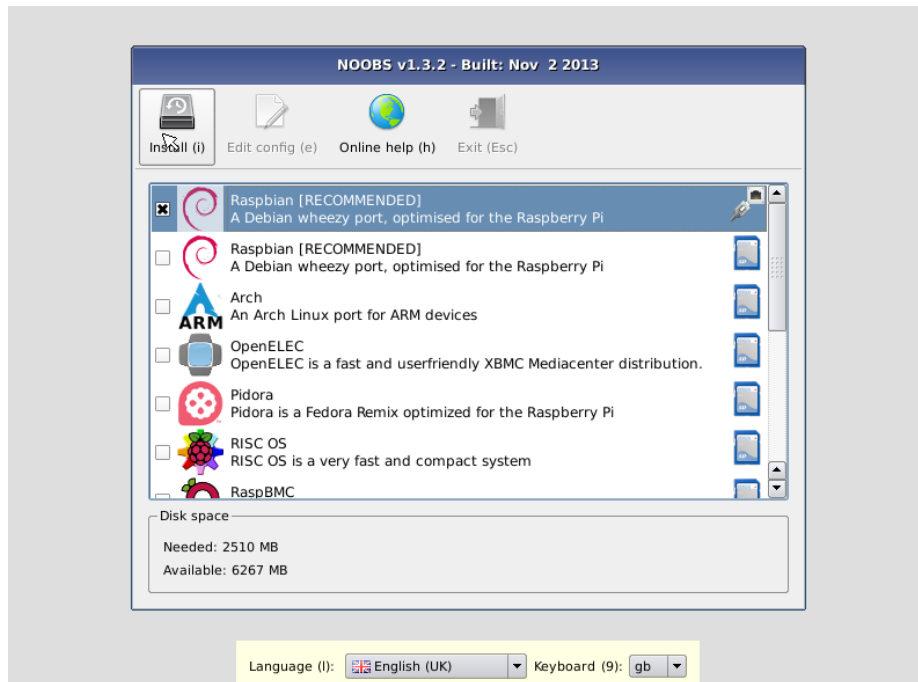 NOOBS v1.3.2 - Built: Nov  2 2013
Install (i)
Edit config (e)
Online help (h)
Exit (Esc)
Raspbian [RECOMMENDED]
A Debian wheezy port, optimised for the Raspberry Pi
Raspbian [RECOMMENDED]
A Debian wheezy port, optimised for the Raspberry Pi
Arch
An Arch Linux port for ARM devices
ARM
OpenELEC
OpenELEC is a fast and userfriendly XBMC Mediacenter distribution.
Pidora
Pidora is a Fedora Remix optimized for the Raspberry Pi
RISC OS
RISC OS is a very fast and compact system
RaspBMC
Disk space
Needed: 2510 MB
Available: 6267 MB
Language (l): English (UK) Keyboard (9): gb